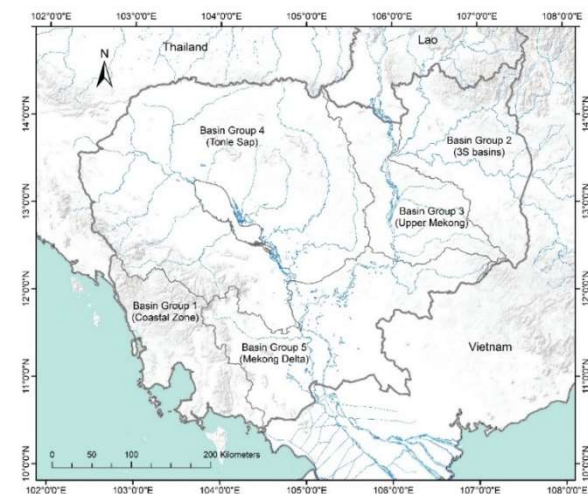 102°0'0"E 103°0'0"E 104°0'0"E 105°0'0"E 106°0'0"E 107°0'0"E 108°0'0"E
Thailand
Lao
N
14°0'0"N
14°0'0"N
Basin Group 4
(Tonle Sap)
Basin Group 2
(3S basins)
13°0'0"N
13°0'0"N
Basin Group 3
(Upper Mekong)
12°0'0"N
12°0'0"N
Basin Group 1
(Coastal Zone)
Basin Group 5
(Mekong Delta)
Vietnam
11°0'0"N
11°0'0"N
0 50 100 200 Kilometers
10°0'0"N
10°0'0"N
102°0'0"E 103°0'0"E 104°0'0"E 105°0'0"E 106°0'0"E 107°0'0"E 108°0'0"E